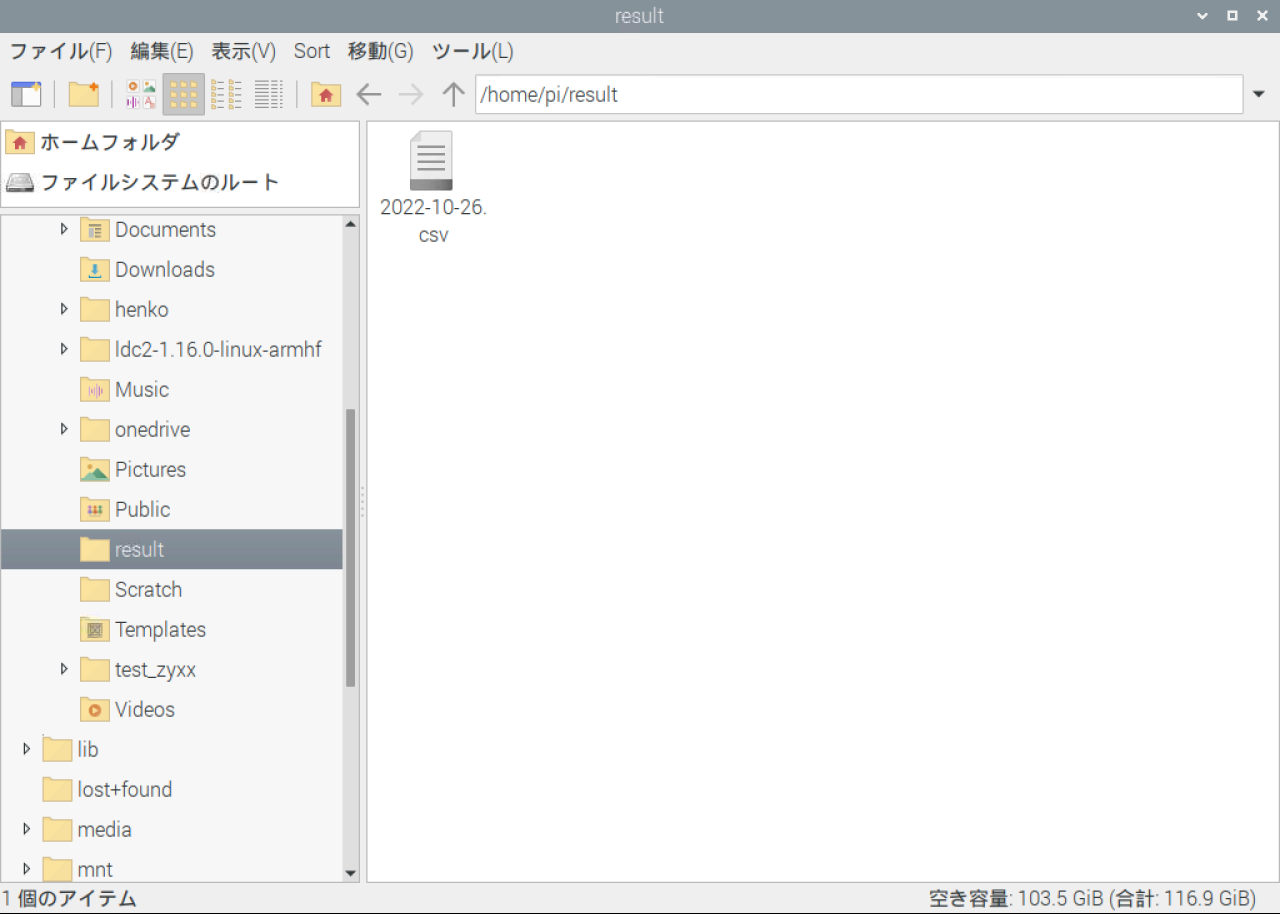 result
ファイル(F) 編集(E) 表示(V) Sort 移動(G) ツール(L)
/home/pi/result
ホームフォルダ
ファイルシステムのルート
Documents
Downloads
henko
ldc2-1.16.0-linux-armhf
Music
onedrive
Pictures
Public
result
Scratch
Templates
test_zyxx
Videos
lib
lost+found
media
mnt
2022-10-26.
csv
1 個のアイテム
空き容量: 103.5 GiB (合計: 116.9 GiB)